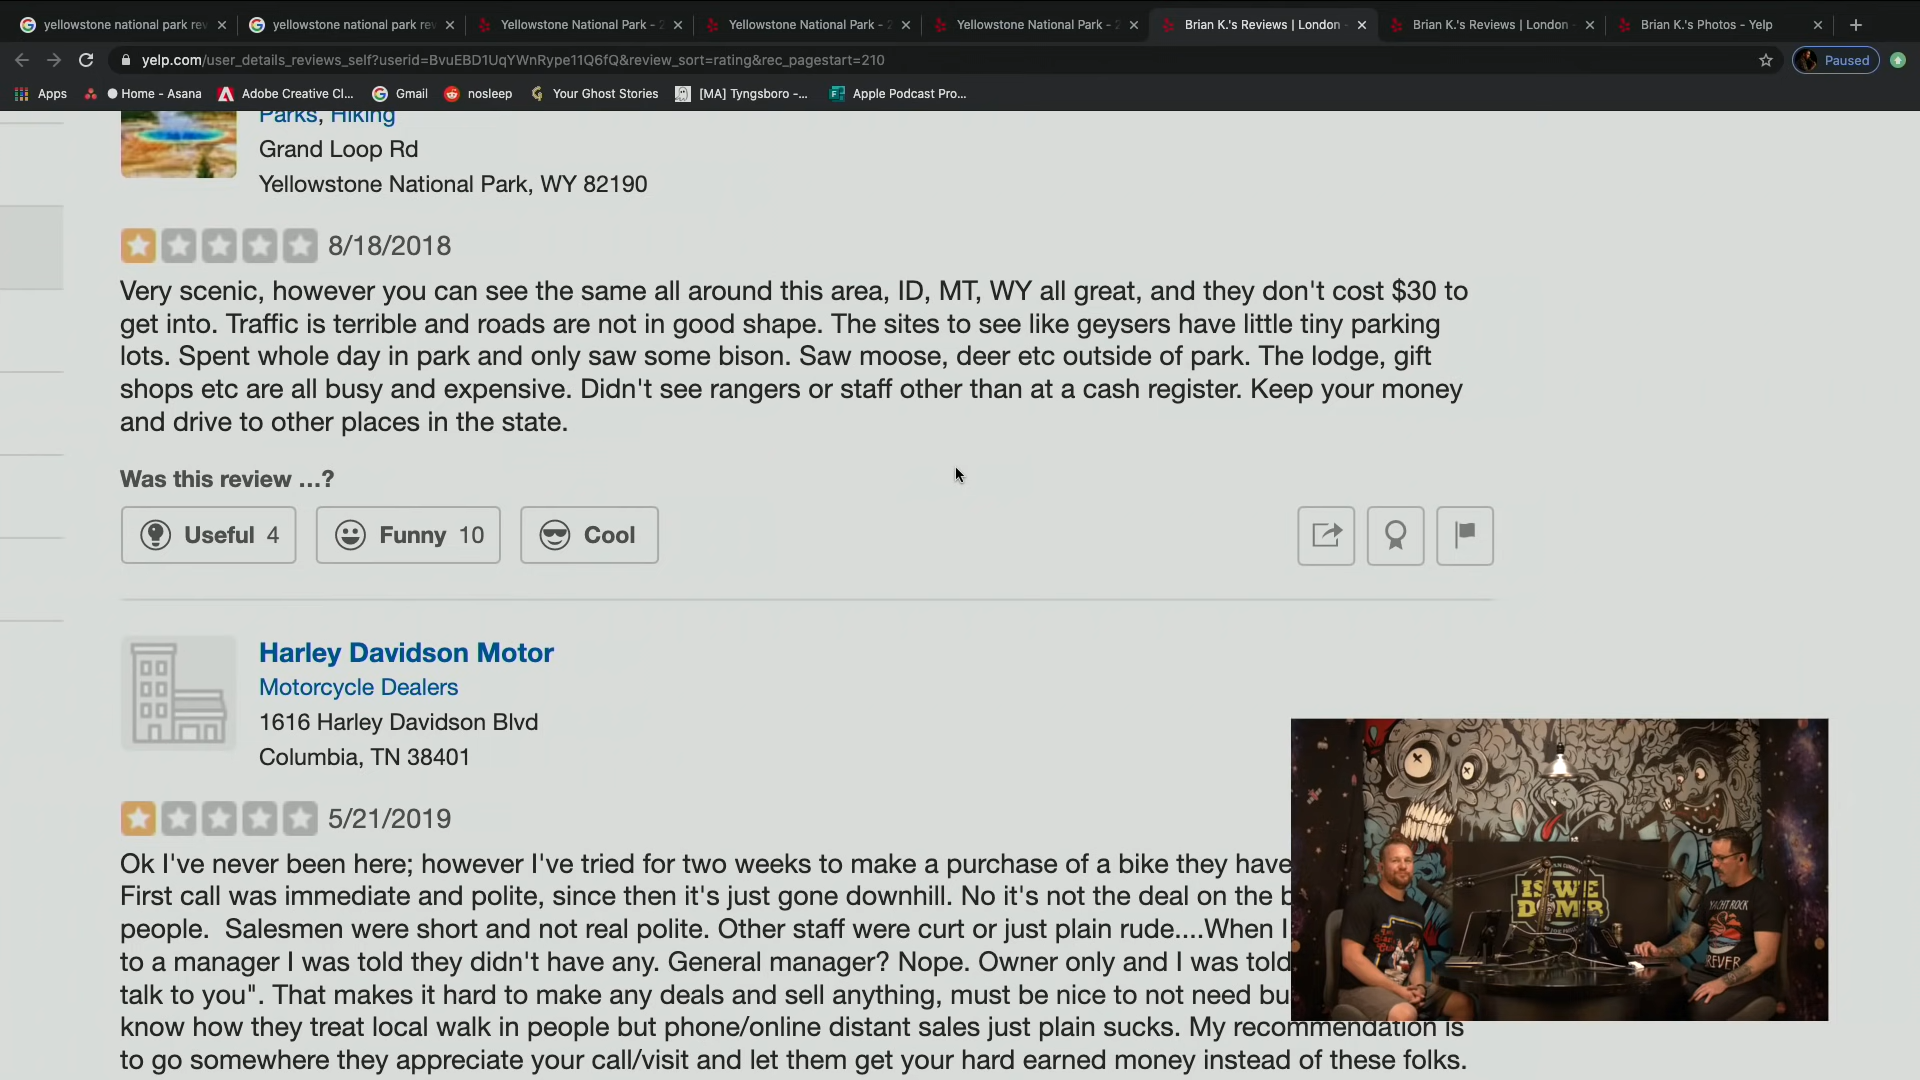 yellowstone national park rev
yellowstone national park rev
Yellowstone National Park - 2
Yellowstone National Park - 2
Yellowstone National Park - 2
Brian K.'s Reviews | London -
Brian K.'s Reviews | London -
Brian K.'s Photos - Yelp
yelp.com/user_details_reviews_self?userid=BvuEBD1UqYWnRype11Q6fQ&review_sort=rating&rec_pagestart=210
Paused
Apps
Home - Asana
Adobe Creative Cl...
Gmail
nosleep
Your Ghost Stories
[MA] Tyngsboro -...
Apple Podcast Pro...
Parks, Hiking
Grand Loop Rd
Yellowstone National Park, WY 82190
8/18/2018
Very scenic, however you can see the same all around this area, ID, MT, WY all great, and they don't cost $30 to
get into. Traffic is terrible and roads are not in good shape. The sites to see like geysers have little tiny parking
lots. Spent whole day in park and only saw some bison. Saw moose, deer etc outside of park. The lodge, gift
shops etc are all busy and expensive. Didn't see rangers or staff other than at a cash register. Keep your money
and drive to other places in the state.
Was this review ...?
Useful 4
Funny 10
Cool
Harley Davidson Motor
Motorcycle Dealers
1616 Harley Davidson Blvd
Columbia, TN 38401
5/21/2019
Ok I've never been here; however I've tried for two weeks to make a purchase of a bike they have
First call was immediate and polite, since then it's just gone downhill. No it's not the deal on the b
people. Salesmen were short and not real polite. Other staff were curt or just plain rude....When I
to a manager I was told they didn't have any. General manager? Nope. Owner only and I was told
talk to you". That makes it hard to make any deals and sell anything, must be nice to not need bu
know how they treat local walk in people but phone/online distant sales just plain sucks. My recommendation is
to go somewhere they appreciate your call/visit and let them get your hard earned money instead of these folks.
IS WE
DUMB
YACHT ROCK